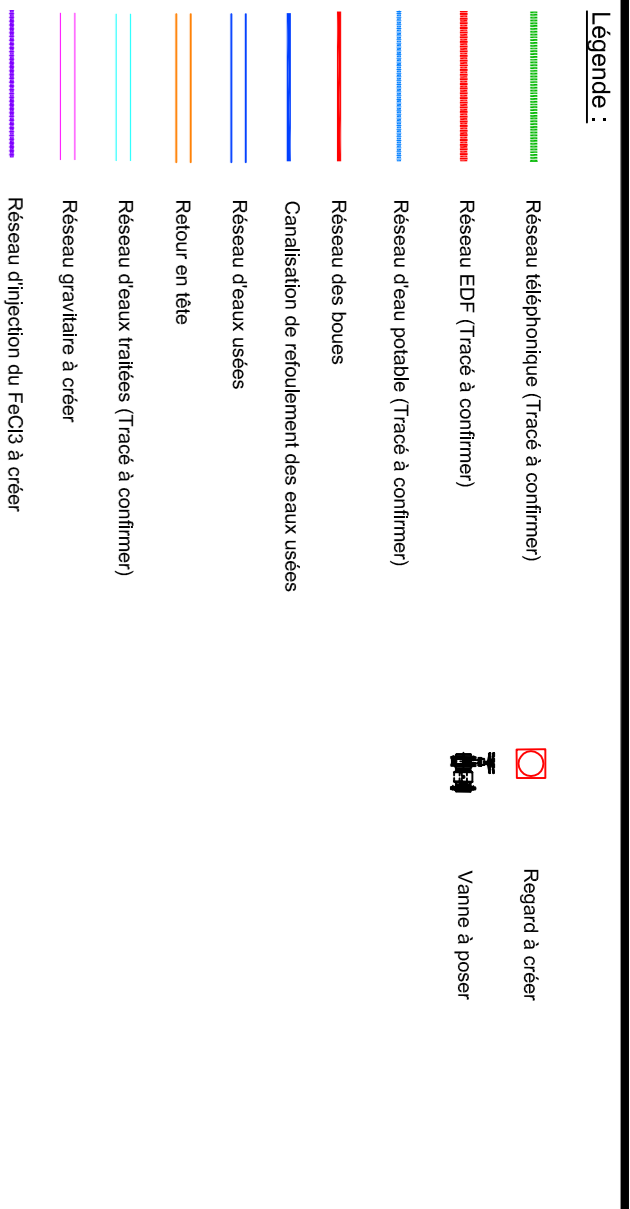 Légende :
Réseau téléphonique (Tracé à confirmer)
Réseau EDF (Tracé à confirmer)
Réseau d'eau potable (Tracé à confirmer)
Réseau des boues
Canalisation de refoulement des eaux usées
Réseau d'eaux usées
Retour en tête
Réseau d'eaux traitées (Tracé à confirmer)
Réseau gravitaire à créer
Réseau d'injection du FeCl3 à créer
Regard à créer
Vanne à poser